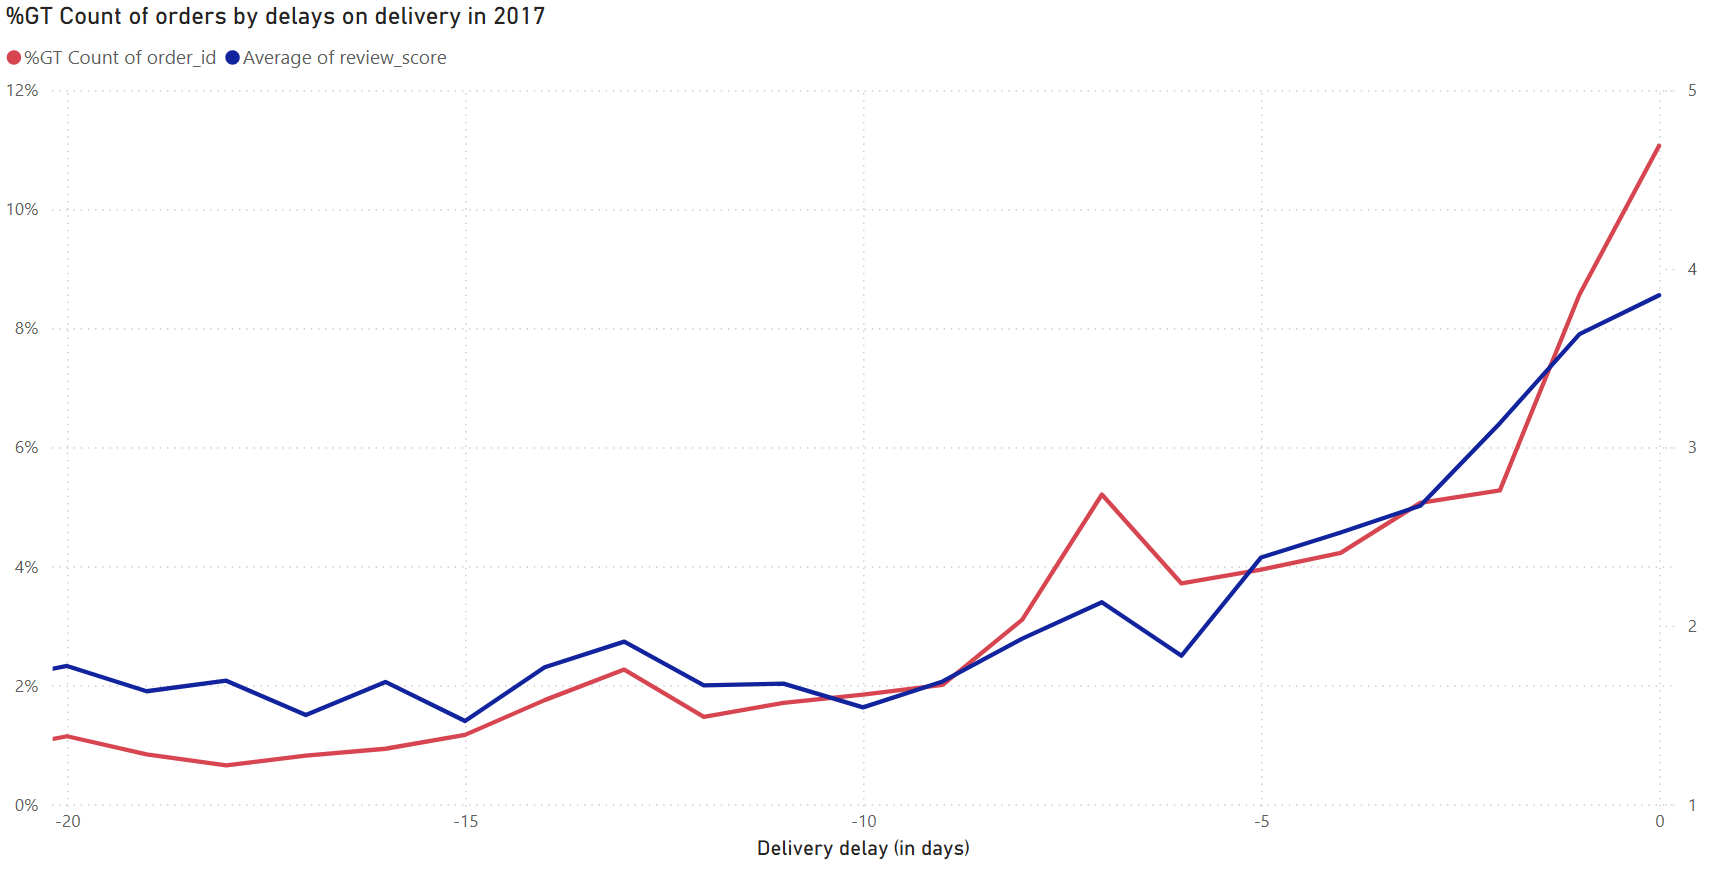 %GT Count of orders by delays on delivery in 2017
%GT Count of order_id Average of review_score
12% 5
10%
4
8%
6% 3
4%
2
2%
0% 1
-20 -15 -10 -5 0
Delivery delay (in days)